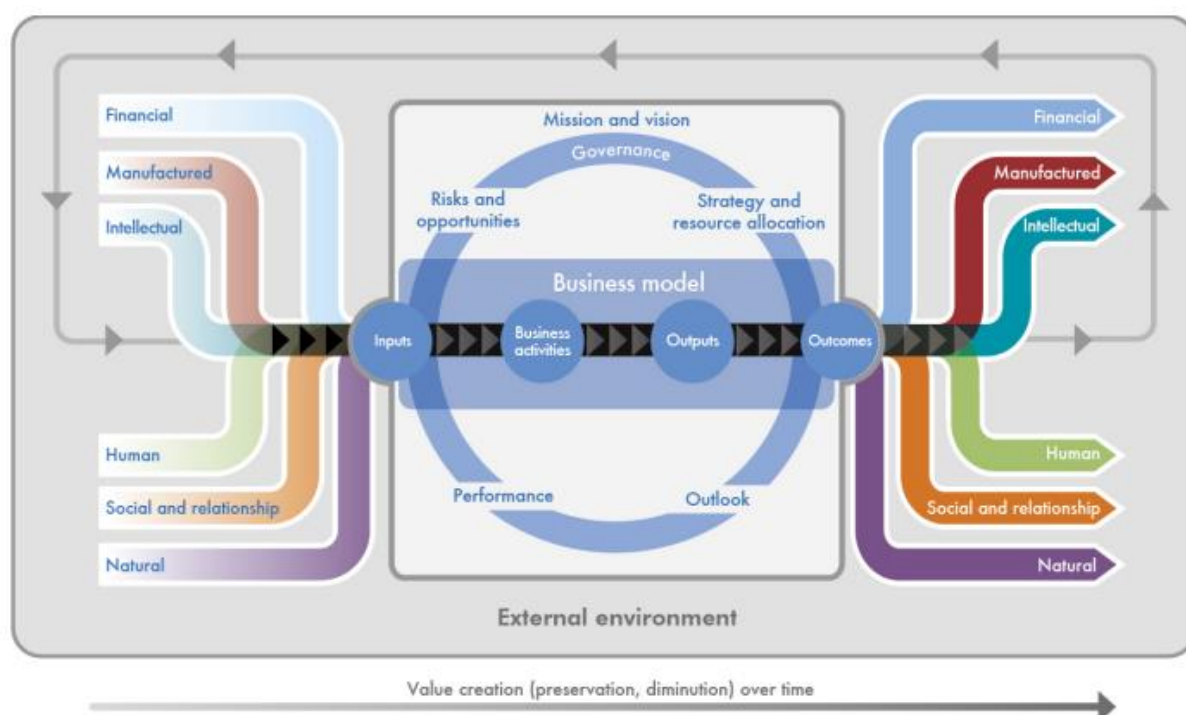 Financial
Manufactured
Intellectual
Human
Social and relationship
Natural
Mission and vision
Governance
Risks and
opportunities
Strategy and
resource allocation
Business model
Inputs
Business
activities
Outputs
Outcomes
Performance
Outlook
Financial
Manufactured
Intellectual
Human
Social and relationship
Natural
External environment
Value creation (preservation, diminution) over time